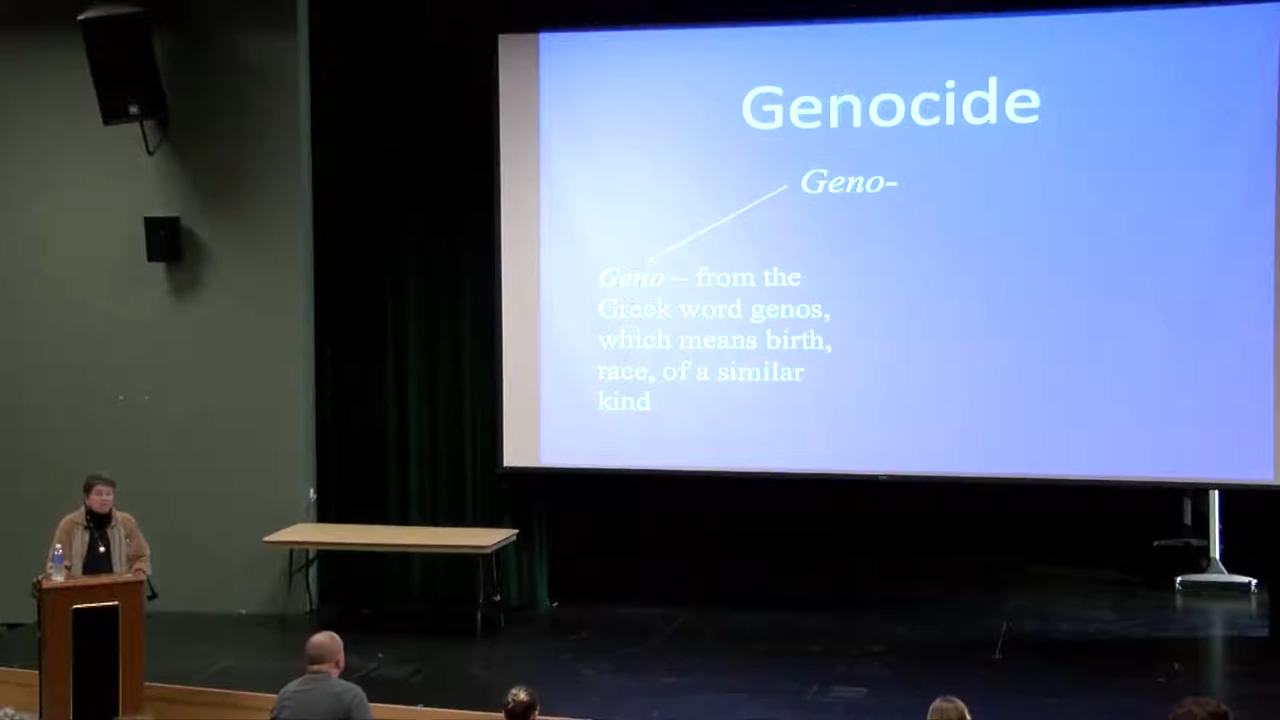 Genocide
Geno-
Geno – from the
Greek word genos,
which means birth,
race, of a similar
kind